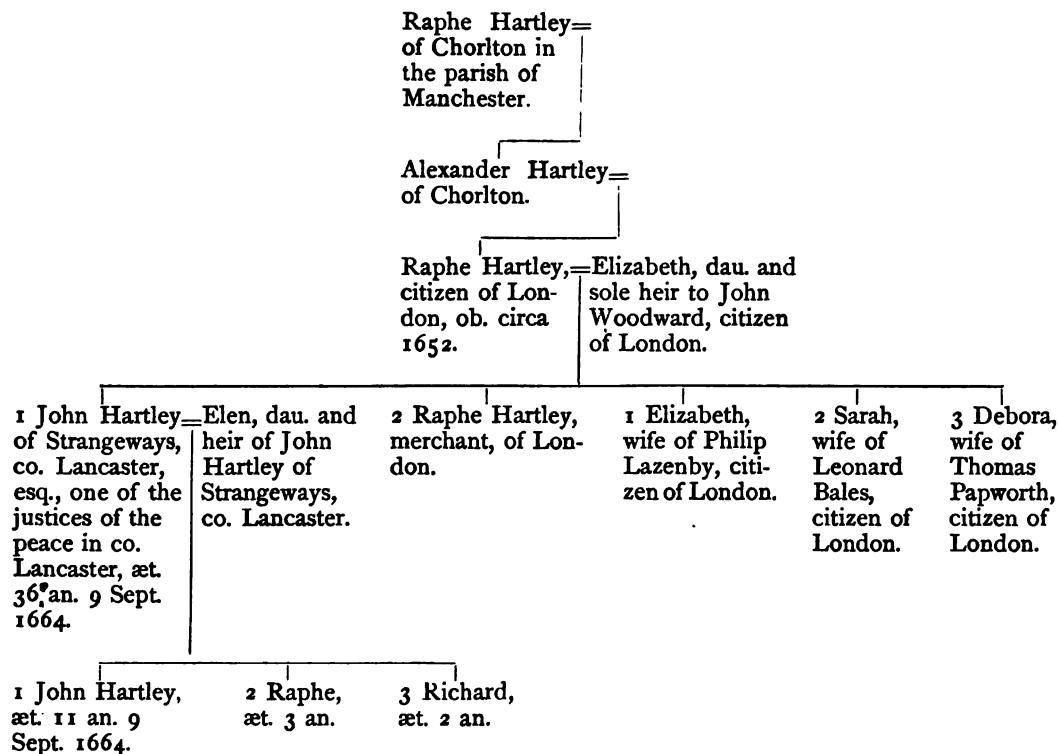 Raphe Hartley=
of Chorlton in
the parish of
Manchester.
Alexander Hartley=
of Chorlton.
Raphe Hartley,=
citizen of Lon-
don, ob. circa
1652.
Elizabeth, dau. and
sole heir to John
Woodward, citizen
of London.
1 John Hartley=
of Strangeways,
co. Lancaster,
esq., one of the
justices of the
peace in co.
Lancaster, æt.
36 an. 9 Sept.
1664.
Elen, dau. and
heir of John
Hartley of
Strangeways,
co. Lancaster.
2 Raphe Hartley,
merchant, of Lon-
don.
1 Elizabeth,
wife of Philip
Lazenby, citi-
zen of London.
2 Sarah,
wife of
Leonard
Bales,
citizen of
London.
3 Debora,
wife of
Thomas
Papworth,
citizen of
London.
1 John Hartley,
æt. 11 an. 9
Sept. 1664.
2 Raphe,
æt. 3 an.
3 Richard,
æt. 2 an.